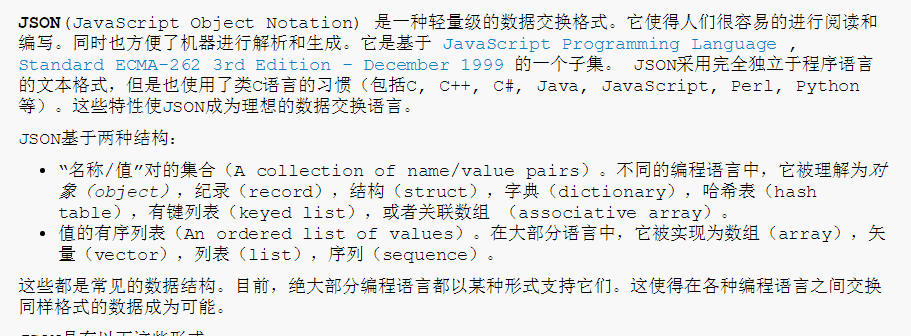 JSON(JavaScript Object Notation) 是一种轻量级的数据交换格式。它使得人们很容易的进行阅读和
编写。同时也方便了机器进行解析和生成。它是基于 JavaScript Programming Language ,
Standard ECMA-262 3rd Edition - December 1999 的一个子集。 JSON采用完全独立于程序语言
的文本格式，但是也使用了类C语言的习惯（包括C, C++, C#, Java, JavaScript, Perl, Python
等）。这些特性使JSON成为理想的数据交换语言。
JSON基于两种结构：
• “名称/值”对的集合（A collection of name/value pairs）。不同的编程语言中，它被理解为对
象（object），纪录（record），结构（struct），字典（dictionary），哈希表（hash
table），有键列表（keyed list），或者关联数组 （associative array）。
• 值的有序列表（An ordered list of values）。在大部分语言中，它被实现为数组（array），矢
量（vector），列表（list），序列（sequence）。
这些都是常见的数据结构。目前，绝大部分编程语言都以某种形式支持它们。这使得在各种编程语言之间交换
同样格式的数据成为可能。